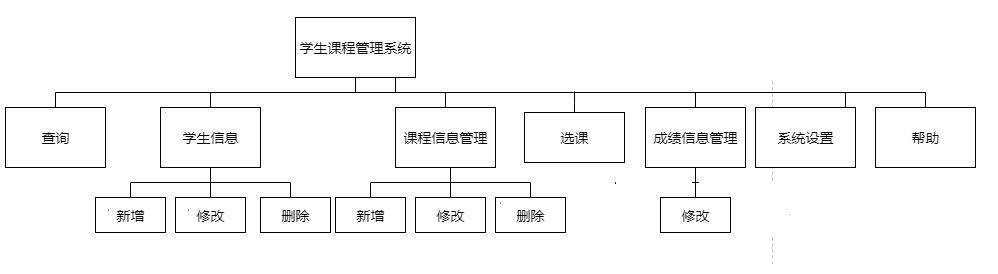 学生课程管理系统
查询
学生信息
课程信息管理
选课
成绩信息管理
系统设置
帮助
新增
修改
删除
新增
修改
删除
修改